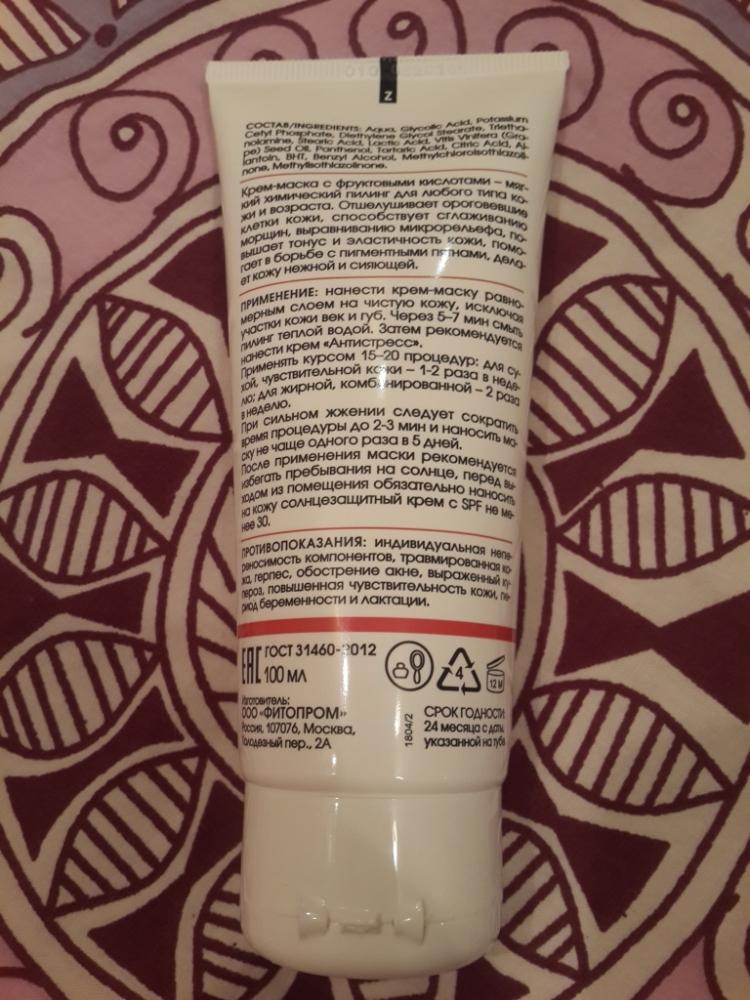 Z
СОСТАВ/INGREDIENTS: Aqua, Glycolic Acid, Potassium
Cetyl Phosphate, Diethylene Glycol Stearate, Trietha-
nolamine, Stearic Acid, Lactic Acid, Vitis Vinifera (Gra-
pe) Seed Oil, Panthenol, Tartaric Acid, Citric Acid, Al-
lantoin, BHT, Benzyl Alcohol, Methylchloroisothiazoli-
none, Methylisothiazolinone.
Крем-маска с фруктовыми кислотами – мяг-
кий химический пилинг для любого типа ко-
жи и возраста. Отшелушивает ороговевшие
клетки кожи, способствует сглаживанию
морщин, выравниванию микрорельефа, по-
вышает тонус и эластичность кожи, помо-
гает в борьбе с пигментными пятнами, дела-
ет кожу нежной и сияющей.
ПРИМЕНЕНИЕ: нанести крем-маску равно-
мерным слоем на чистую кожу, исключая
участки кожи век и губ. Через 5–7 мин смыть
пилинг теплой водой. Затем рекомендуется
нанести крем «Антистресс».
Применять курсом 15–20 процедур: для су-
хой, чувствительной кожи – 1-2 раза в неде-
лю; для жирной, комбинированной – 2 раза
в неделю.
При сильном жжении следует сократить
время процедуры до 2-3 мин и наносить ма-
ску не чаще одного раза в 5 дней.
После применения маски рекомендуется
избегать пребывания на солнце, перед вы-
ходом из помещения обязательно наносить
на кожу солнцезащитный крем с SPF не ме-
нее 30.
ПРОТИВОПОКАЗАНИЯ: индивидуальная непе-
реносимость компонентов, травмированная ко-
жа, герпес, обострение акне, выраженный ку-
пероз, повышенная чувствительность кожи, пе-
риод беременности и лактации.
EAC ГОСТ 31460-2012
100 мл
4
12 M
Изготовитель:
ООО «ФИТОПРОМ»
Россия, 107076, Москва,
Колодезный пер., 2А
1804/2
СРОК ГОДНОСТИ:
24 месяца с даты,
указанной на тубе